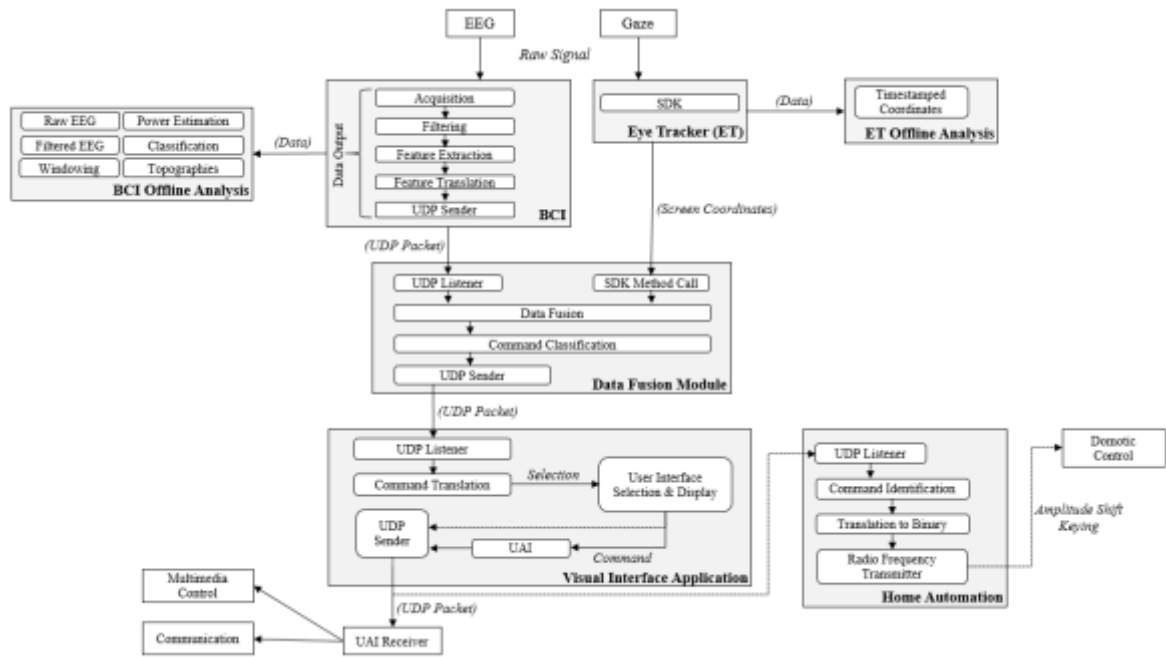 EEG
Gaze
Raw Signal
Acquisition
Filtering
Feature Extraction
Feature Translation
UDP Sender
Data Output
BCI
SDK
Eye Tracker (ET)
(Data)
Timestamped
Coordinates
ET Offline Analysis
(Data)
Raw EEG
Power Estimation
Filtered EEG
Classification
Windowing
Topographies
BCI Offline Analysis
(UDP Packet)
(Screen Coordinates)
UDP Listener
SDK Method Call
Data Fusion
Command Classification
UDP Sender
Data Fusion Module
(UDP Packet)
UDP Listener
Command Translation
Selection
User Interface
Selection & Display
UDP
Sender
UAI
Command
Visual Interface Application
UDP Listener
Command Identification
Translation to Binary
Radio Frequency
Transmitter
Home Automation
Domotic
Control
Amplitude Shift
Keying
(UDP Packet)
Multimedia
Control
Communication
UAI Receiver